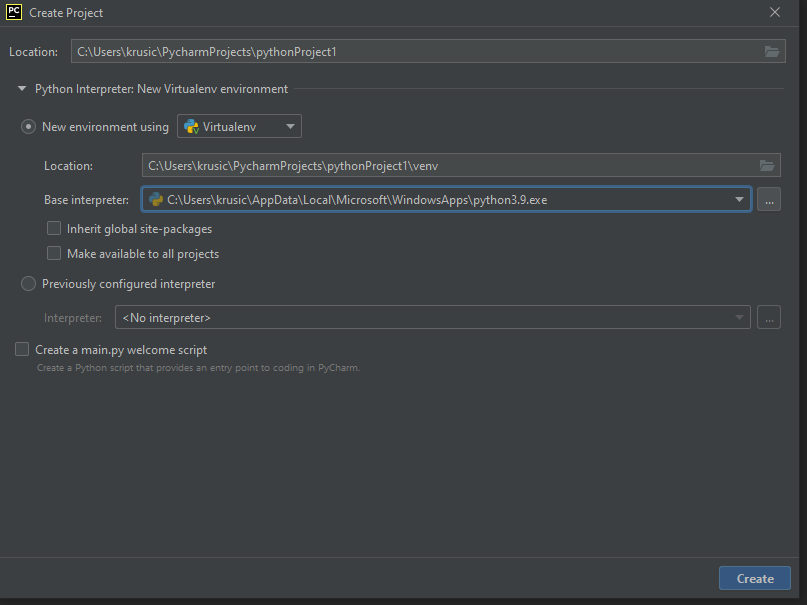 PC Create Project
Location: C:\Users\krusic\PycharmProjects\pythonProject1
Python Interpreter: New Virtualenv environment
New environment using Virtualenv
Location: C:\Users\krusic\PycharmProjects\pythonProject1\venv
Base interpreter: C:\Users\krusic\AppData\Local\Microsoft\WindowsApps\python3.9.exe ...
Inherit global site-packages
Make available to all projects
Previously configured interpreter
Interpreter: <No interpreter> ...
Create a main.py welcome script
Create a Python script that provides an entry point to coding in PyCharm.
Create